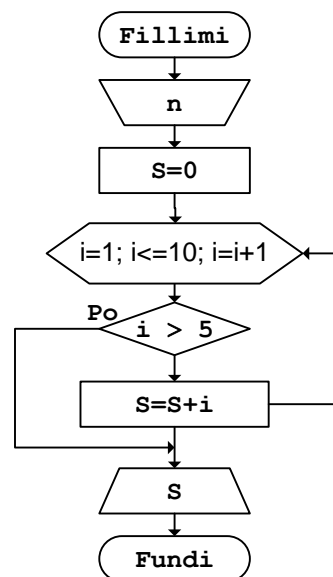 Fillimi
n
S=0
i=1; i<=10; i=i+1
Po
i > 5
S=S+i
S
Fundi